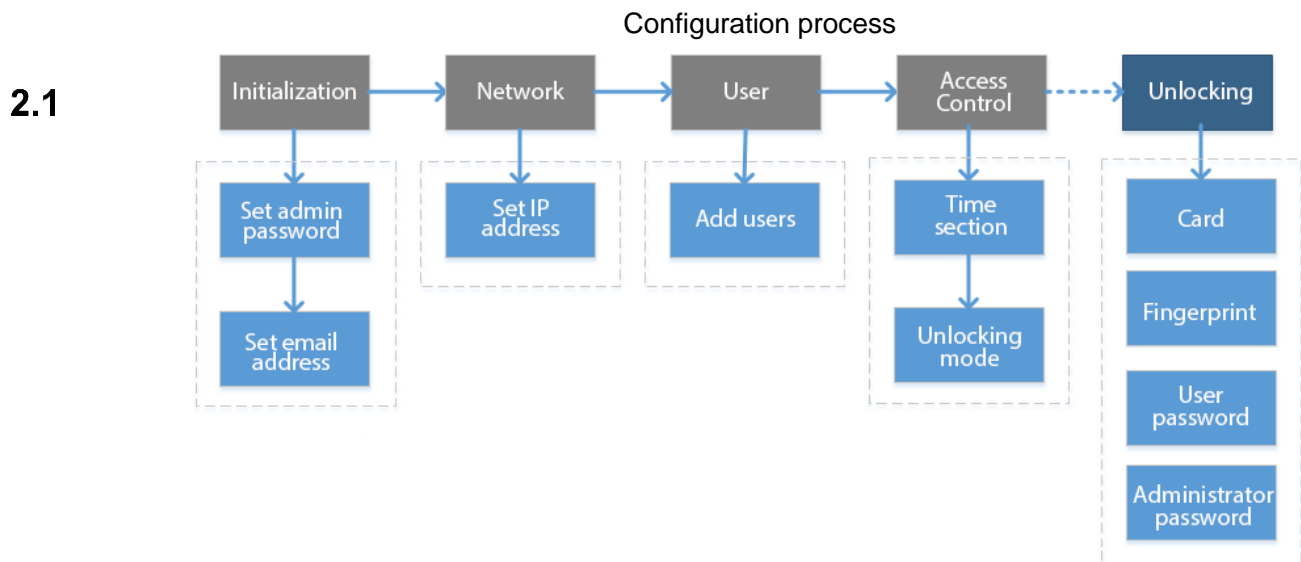 Configuration process
2.1
Initialization
Network
User
Access
Control
Unlocking
Set admin
password
Set email
address
Set IP
address
Add users
Time
section
Unlocking
mode
Card
Fingerprint
User
password
Administrator
password